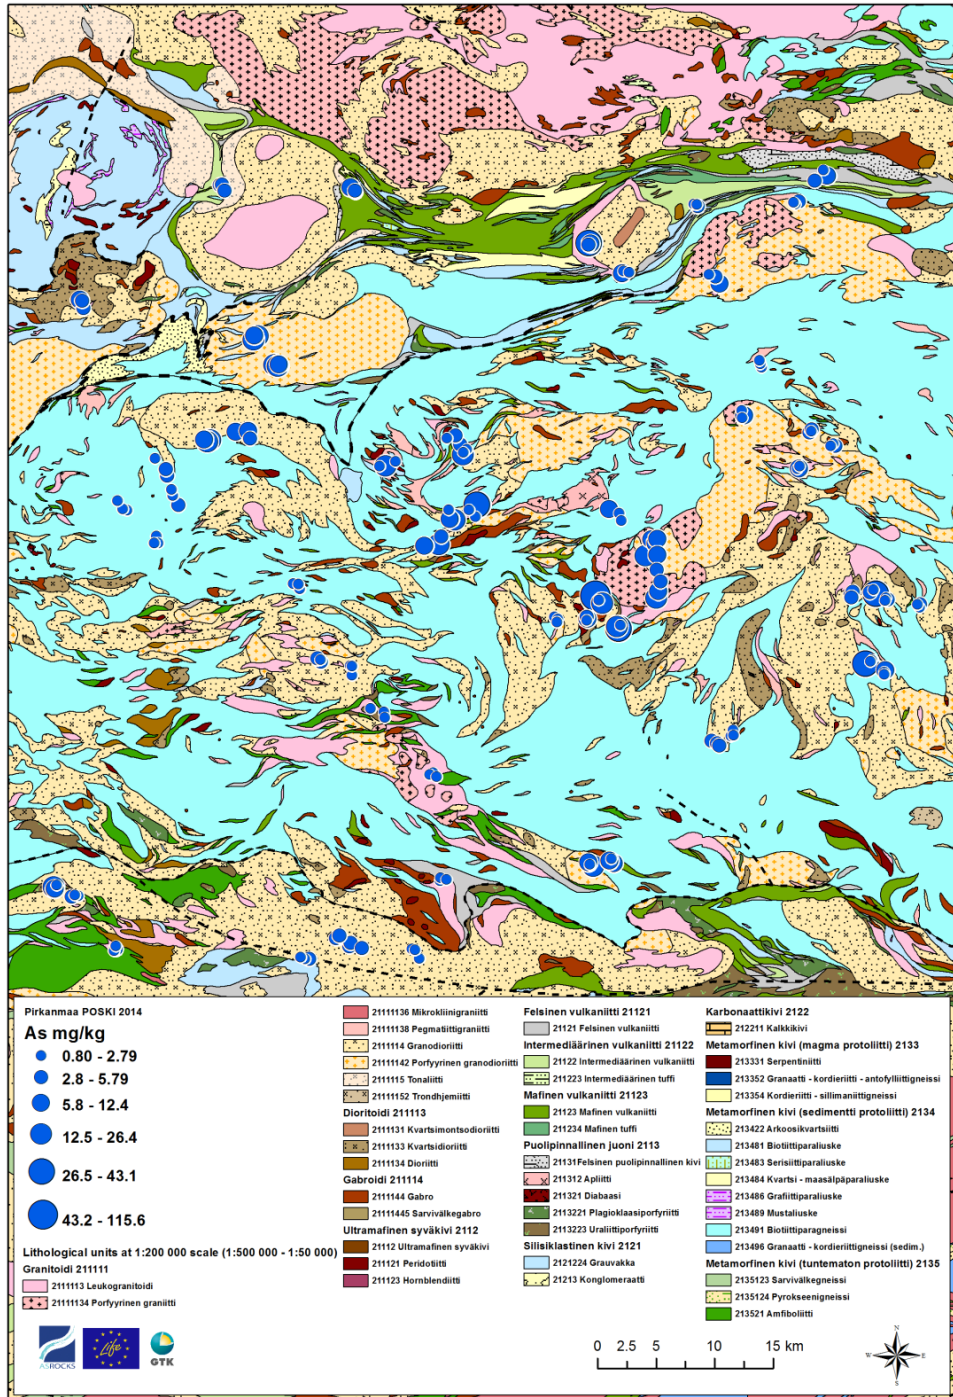 Pirkanmaa POSKI 2014
As mg/kg
0.80 - 2.79
2.8 - 5.79
5.8 - 12.4
12.5 - 26.4
26.5 - 43.1
43.2 - 115.6
Lithological units at 1:200 000 scale (1:500 000 - 1:50 000)
Granitoidi 211111
2111113 Leukogranitoidi
21111134 Porfyyrinen graniitti
21111136 Mikrokliinigraniitti
21111138 Pegmatiittigraniitti
2111114 Granodioriitti
21111142 Porfyyrinen granodioriitti
2111115 Tonaliitti
21111152 Trondhjemiitti
Dioritoidi 211113
2111131 Kvartsimontsodioriitti
2111133 Kvartsidioriitti
2111134 Dioriitti
Gabroidi 211114
2111144 Gabro
21111445 Sarvivälkegabro
Ultramafinen syväkivi 2112
21112 Ultramafinen syväkivi
211121 Peridotiitti
211123 Hornblendiitti
Felsinen vulkaniitti 21121
21121 Felsinen vulkaniitti
Intermediäärinen vulkaniitti 21122
21122 Intermediäärinen vulkaniitti
211223 Intermediäärinen tuffi
Mafinen vulkaniitti 21123
21123 Mafinen vulkaniitti
211234 Mafinen tuffi
Puolipinnallinen juoni 2113
21131Felsinen puolipinnallinen kivi
211312 Apliitti
211321 Diabaasi
2113221 Plagioklaasiporfyriitti
2113223 Uraliittiporfyriitti
Silisiklastinen kivi 2121
2121224 Grauvakka
21213 Konglomeraatti
Karbonaattikivi 2122
212211 Kalkkikivi
Metamorfinen kivi (magma protoliitti) 2133
213331 Serpentiniitti
213352 Granaatti - kordieriitti - antofylliittigneissi
213354 Kordieriitti - sillimaniittigneissi
Metamorfinen kivi (sedimentti protoliitti) 2134
213422 Arkoosikvartsiitti
213481 Biotiittiparaliuske
213483 Serisiittiparaliuske
213484 Kvartsi - maasälpäparaliuske
213486 Grafiittiparaliuske
213489 Mustaliuske
213491 Biotiittiparagneissi
213496 Granaatti - kordieriittigneissi (sedim.)
Metamorfinen kivi (tuntematon protoliitti) 2135
2135123 Sarvivälkegneissi
2135124 Pyrokseenigneissi
213521 Amfiboliitti
ASROCKS
Life
GTK
0 2.5 5 10 15 km
N
W E
S